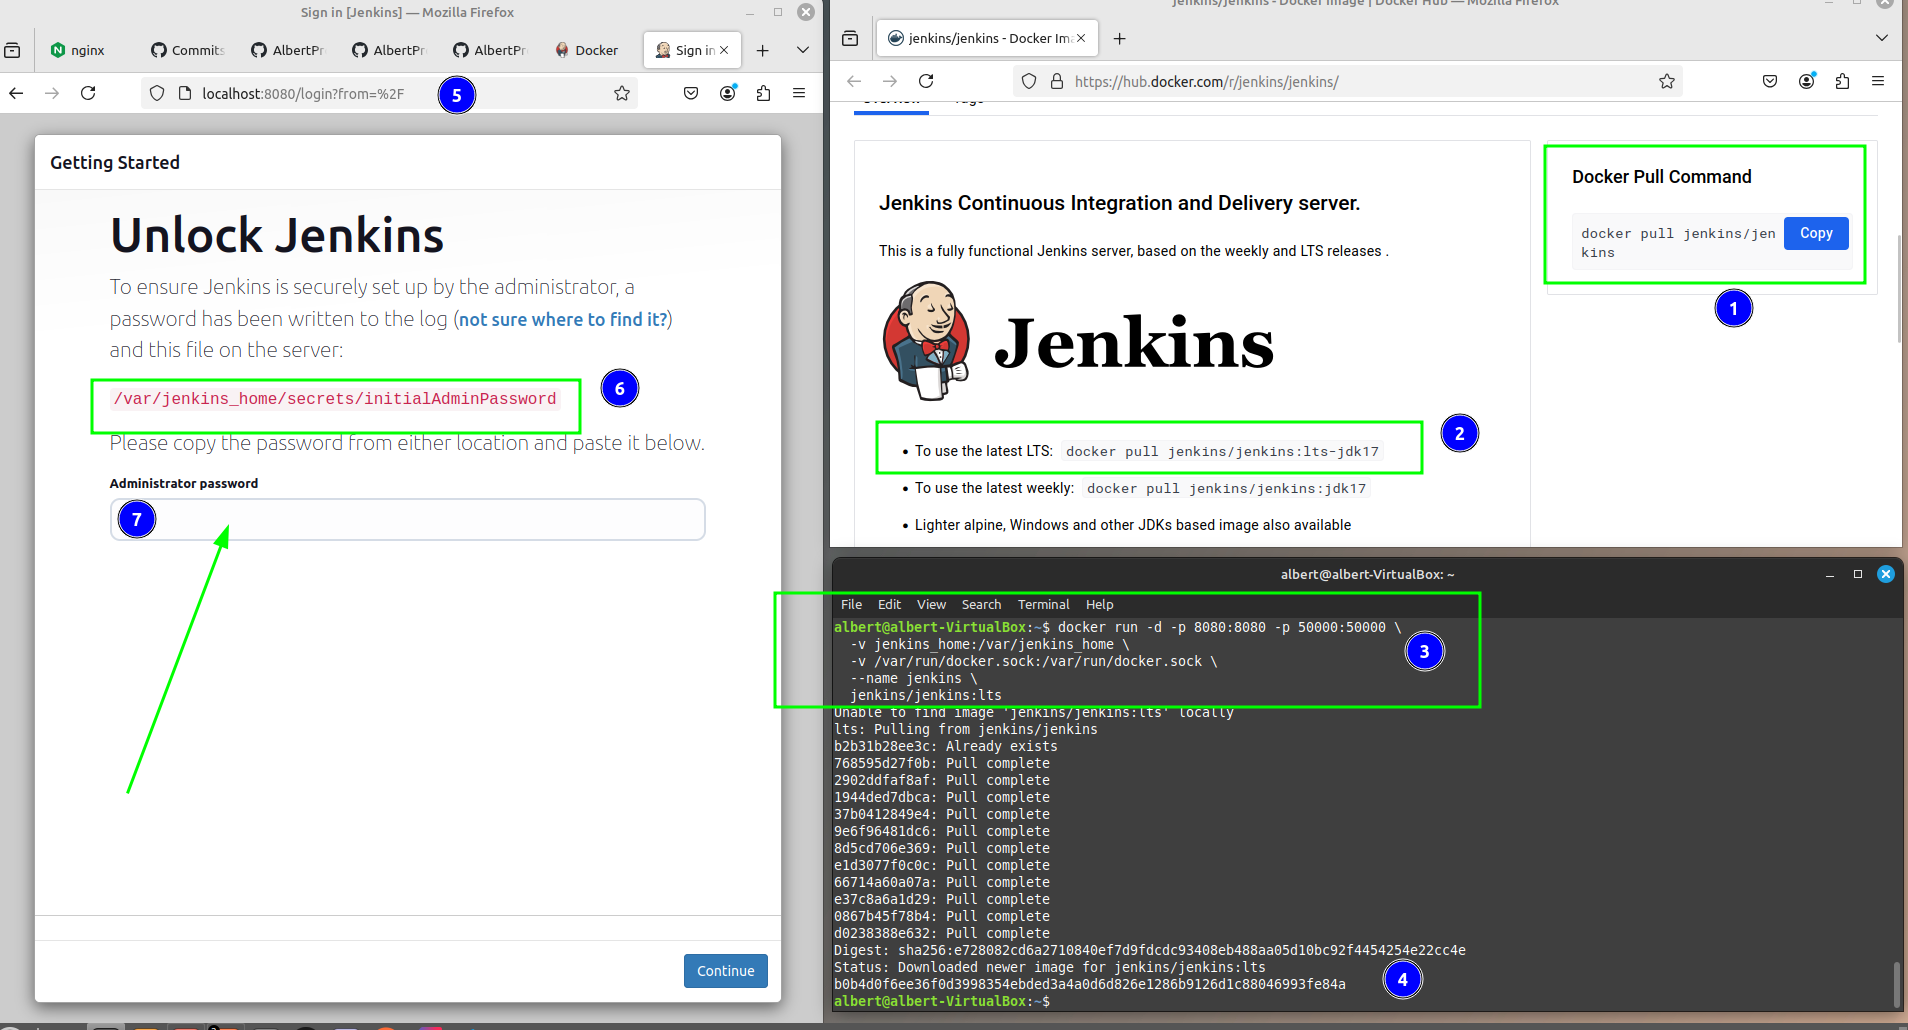 Sign in [Jenkins] — Mozilla Firefox
nginx
Commits
AlbertPr
AlbertPr
AlbertPr
Docker
Sign in
localhost:8080/login?from=%2F
5
Getting Started
Unlock Jenkins
To ensure Jenkins is securely set up by the administrator, a
password has been written to the log (not sure where to find it?)
and this file on the server:
/var/jenkins_home/secrets/initialAdminPassword
6
Please copy the password from either location and paste it below.
Administrator password
7
Continue
jenkins/jenkins - Docker Image | Docker Hub — Mozilla Firefox
jenkins/jenkins - Docker Im
https://hub.docker.com/r/jenkins/jenkins/
Overview
Tags
Jenkins Continuous Integration and Delivery server.
This is a fully functional Jenkins server, based on the weekly and LTS releases .
Jenkins
• To use the latest LTS: docker pull jenkins/jenkins:lts-jdk17
2
• To use the latest weekly: docker pull jenkins/jenkins:jdk17
• Lighter alpine, Windows and other JDKs based image also available
Docker Pull Command
docker pull jenkins/jen
kins
Copy
1
albert@albert-VirtualBox: ~
File Edit View Search Terminal Help
albert@albert-VirtualBox:~$ docker run -d -p 8080:8080 -p 50000:50000 \
-v jenkins_home:/var/jenkins_home \
3
-v /var/run/docker.sock:/var/run/docker.sock \
--name jenkins \
jenkins/jenkins:lts
Unable to find image 'jenkins/jenkins:lts' locally
lts: Pulling from jenkins/jenkins
b2b31b28ee3c: Already exists
768595d27f0b: Pull complete
2902ddfaf8af: Pull complete
1944ded7dbca: Pull complete
37b0412849e4: Pull complete
9e6f96481dc6: Pull complete
8d5cd706e369: Pull complete
e1d3077f0c0c: Pull complete
66714a60a07a: Pull complete
e37c8a6a1d29: Pull complete
0867b45f78b4: Pull complete
d0238388e632: Pull complete
Digest: sha256:e728082cd6a2710840ef7d9fdcdc93408eb488aa05d10bc92f4454254e22cc4e
Status: Downloaded newer image for jenkins/jenkins:lts
4
b0b4d0f6ee36f0d3998354ebded3a4a0d6d826e1286b9126d1c88046993fe84a
albert@albert-VirtualBox:~$